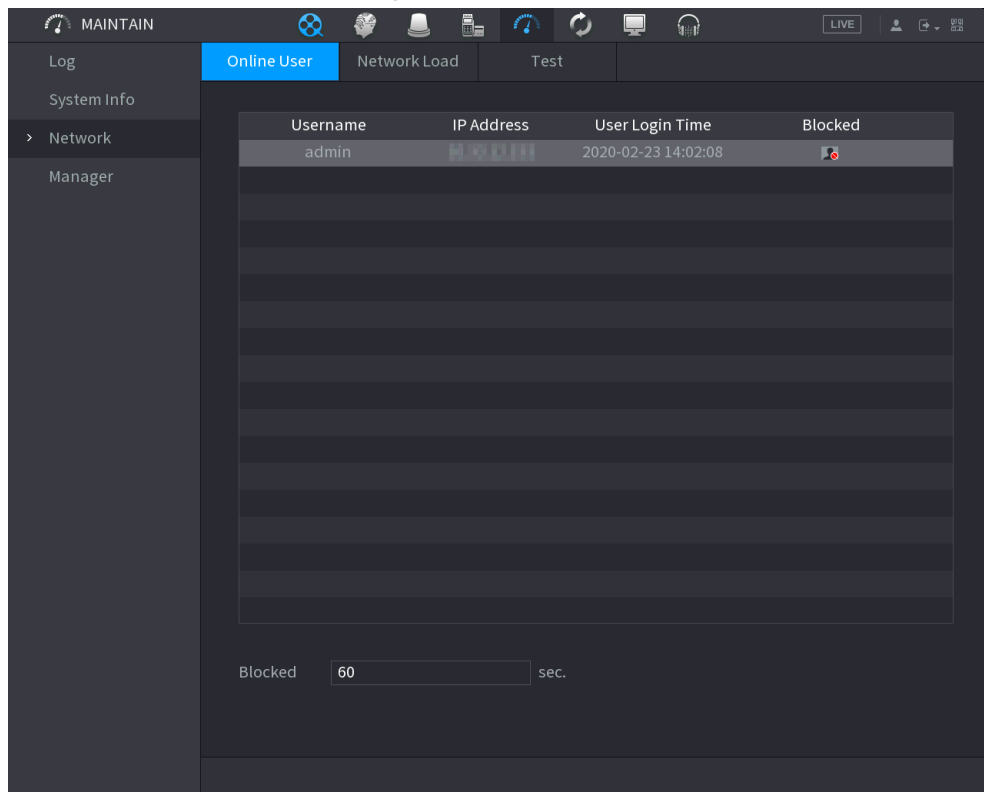 MAINTAIN
LIVE
Log
System Info
Network
Manager
Online User Network Load Test
Username IP Address User Login Time Blocked
admin 2020-02-23 14:02:08
Blocked 60 sec.